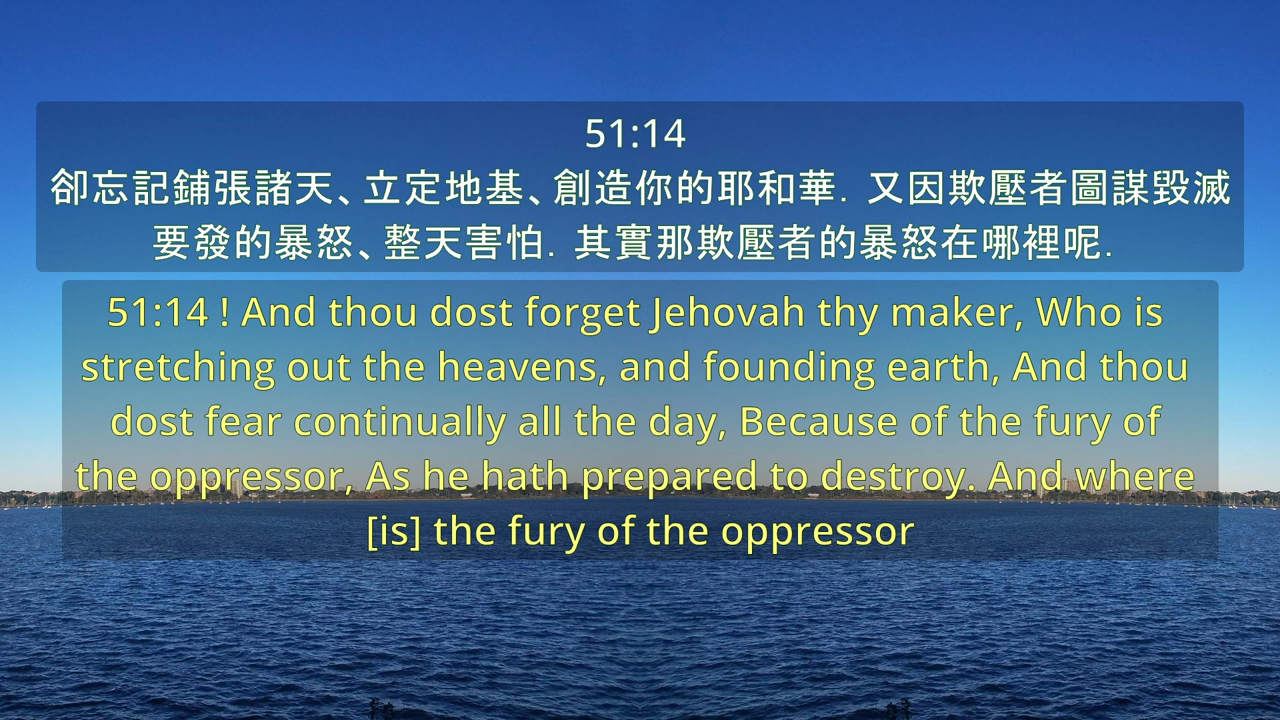 51:14
卻忘記鋪張諸天、立定地基、創造你的耶和華. 又因欺壓者圖謀毀滅
要發的暴怒、整天害怕. 其實那欺壓者的暴怒在哪裡呢.
51:14 ! And thou dost forget Jehovah thy maker, Who is
stretching out the heavens, and founding earth, And thou
dost fear continually all the day, Because of the fury of
the oppressor, As he hath prepared to destroy. And where
[is] the fury of the oppressor